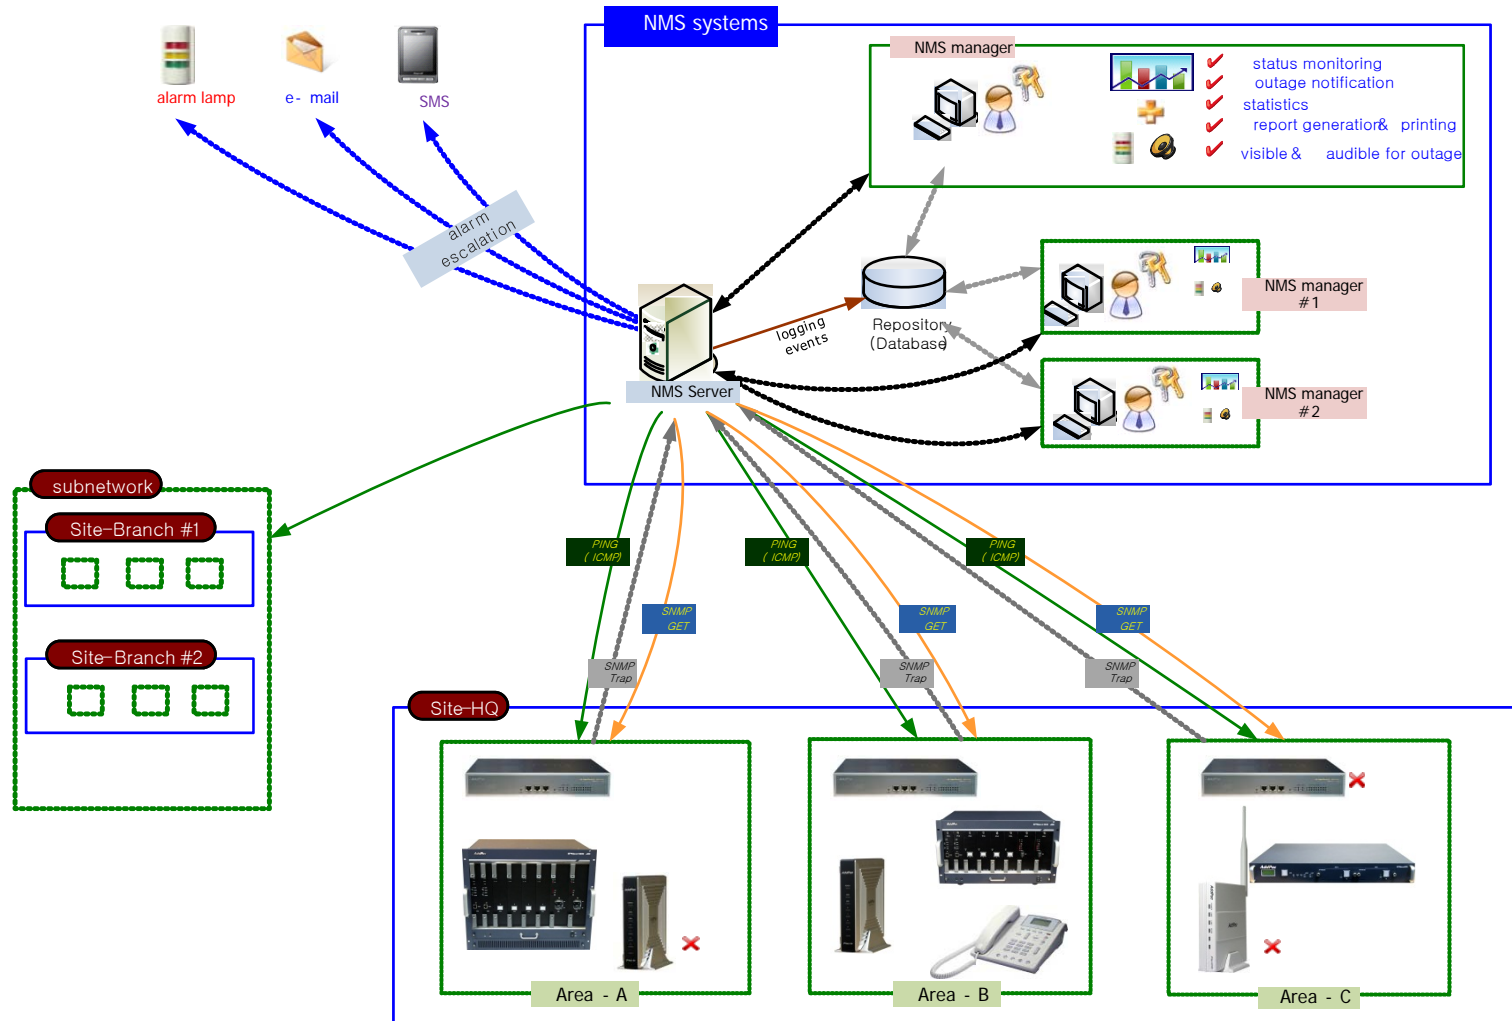 NMS systems
NMS manager
status monitoring
outage notification
statistics
report generation& printing
visible & audible for outage
alarm lamp
e- mail
SMS
alarm
escalation
NMS manager
#1
Repository
(Database)
logging
events
NMS Server
NMS manager
#2
subnetwork
Site-Branch #1
Site-Branch #2
PING
( ICMP)
PING
( ICMP)
PING
( ICMP)
SNMP
GET
SNMP
GET
SNMP
GET
SNMP
Trap
SNMP
Trap
SNMP
Trap
Site-HQ
Area - A
Area - B
Area - C